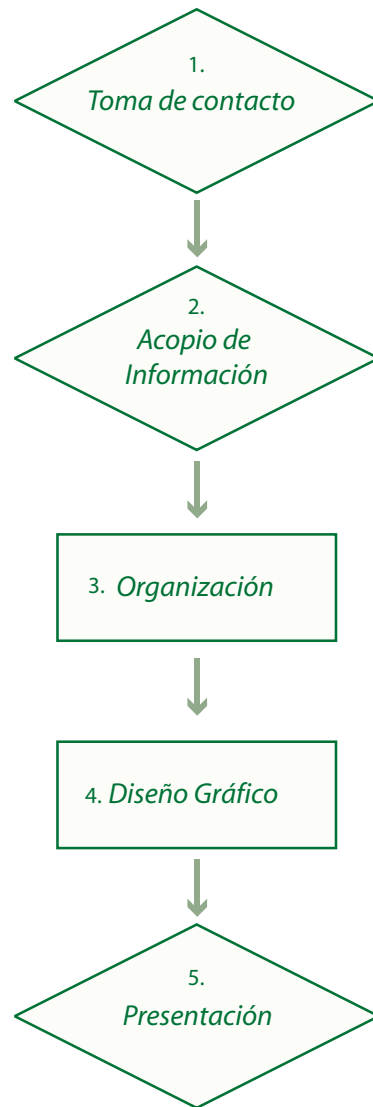 1.
Toma de contacto
2.
Acopio de
Información
3. Organización
4. Diseño Gráfico
5.
Presentación